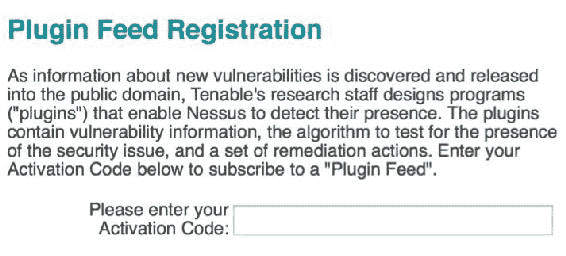 Plugin Feed Registration
As information about new vulnerabilities is discovered and released
into the public domain, Tenable's research staff designs programs
("plugins") that enable Nessus to detect their presence. The plugins
contain vulnerability information, the algorithm to test for the presence
of the security issue, and a set of remediation actions. Enter your
Activation Code below to subscribe to a "Plugin Feed".
Please enter your
Activation Code: